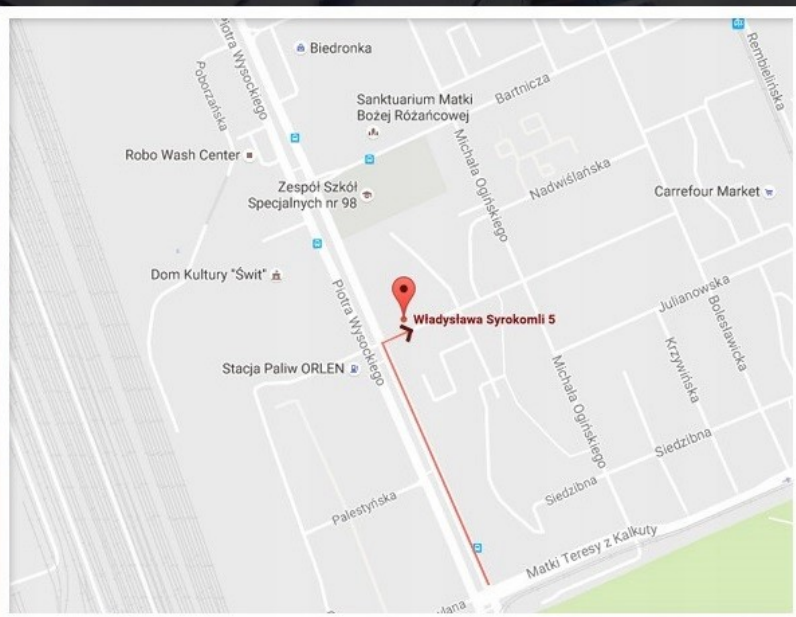 Piotra Wysockiego
Poborzańska
Biedronka
Rembielińska
Bartnicza
Sanktuarium Matki
Bożej Różańcowej
Michała Ogińskiego
Robo Wash Center
Zespół Szkół
Specjalnych nr 98
Nadwiślańska
Carrefour Market
Dom Kultury "Świt"
Piotra Wysockiego
Władysława Syrokomli 5
Julianowska
Bolesławicka
Krzywińska
Stacja Paliw ORLEN
Michała Ogińskiego
Siedzibna
Siedzibna
Palestyńska
Matki Teresy z Kalkuty